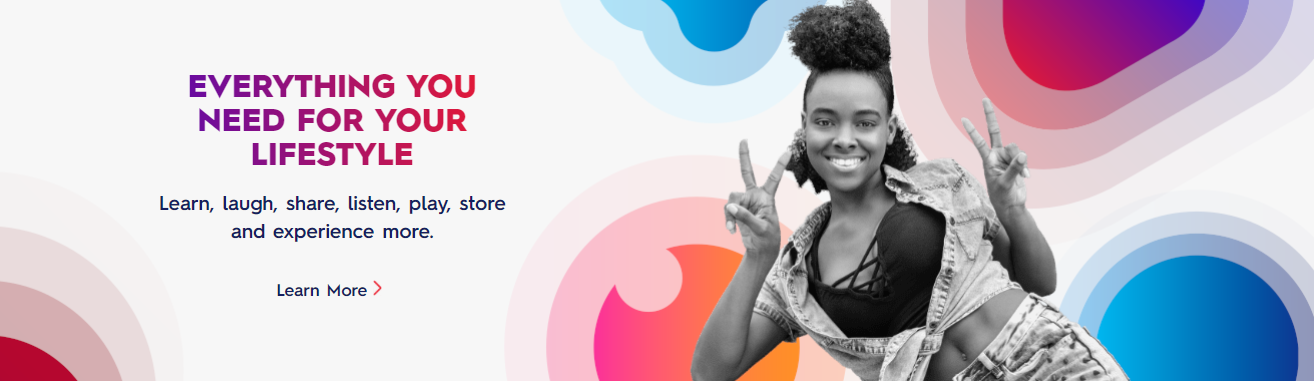 EVERYTHING YOU
NEED FOR YOUR
LIFESTYLE
Learn, laugh, share, listen, play, store
and experience more.
Learn More